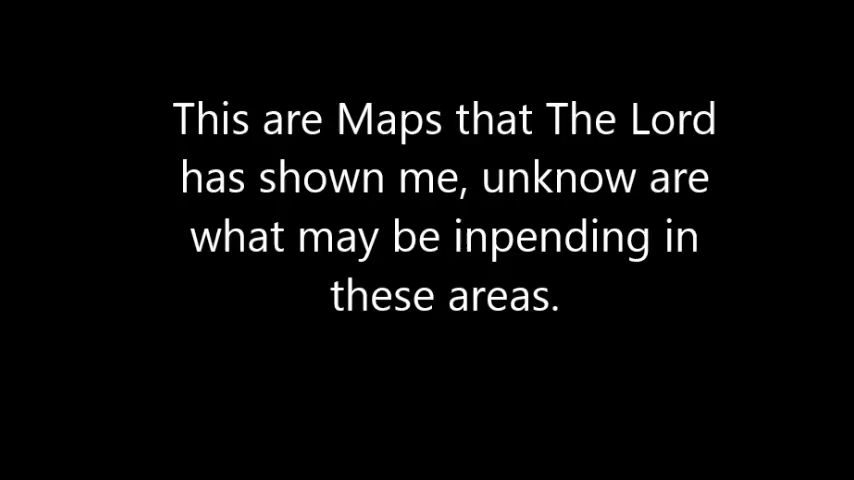 This are Maps that The Lord
has shown me, unknow are
what may be inpending in
these areas.